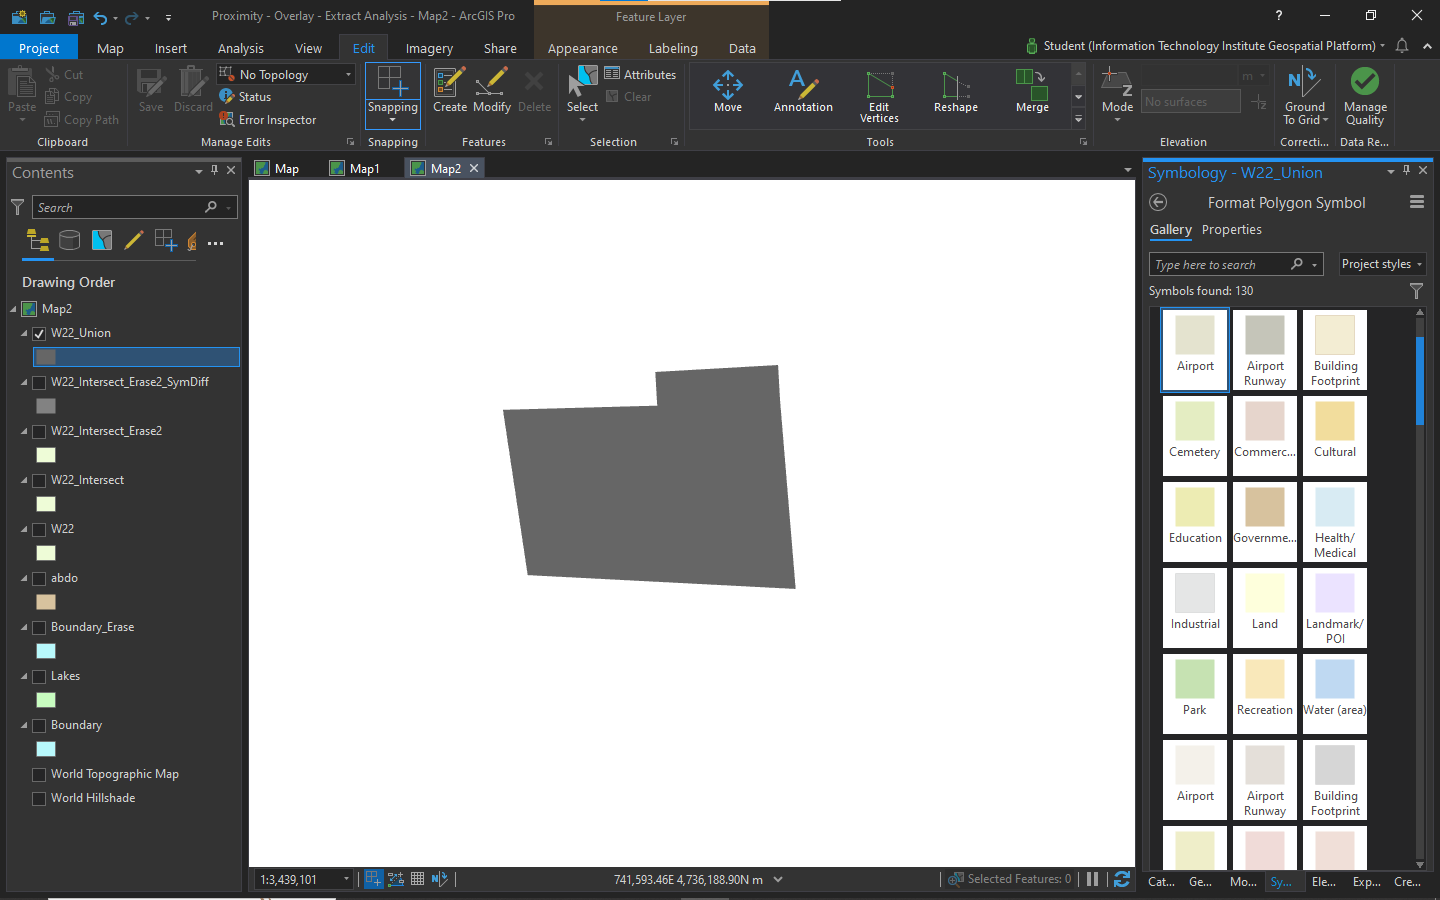 Proximity - Overlay - Extract Analysis - Map2 - ArcGIS Pro
Feature Layer
?
Project
Map
Insert
Analysis
View
Edit
Imagery
Share
Appearance
Labeling
Data
Student (Information Technology Institute Geospatial Platform)
Paste
Cut
Copy
Copy Path
Clipboard
Save
Discard
No Topology
Status
Error Inspector
Manage Edits
Snapping
Snapping
Create
Modify
Delete
Features
Select
Attributes
Clear
Selection
Move
Annotation
Edit
Vertices
Reshape
Merge
Tools
Mode
m
No surfaces
Elevation
Ground
To Grid
Correcti...
Manage
Quality
Data Re...
Contents
Search
Drawing Order
Map2
W22_Union
W22_Intersect_Erase2_SymDiff
W22_Intersect_Erase2
W22_Intersect
W22
abdo
Boundary_Erase
Lakes
Boundary
World Topographic Map
World Hillshade
Map
Map1
Map2
1:3,439,101
741,593.46E 4,736,188.90N m
Selected Features: 0
Symbology - W22_Union
Format Polygon Symbol
Gallery
Properties
Type here to search
Project styles
Symbols found: 130
Airport
Airport
Runway
Building
Footprint
Cemetery
Commerc...
Cultural
Education
Governme...
Health/
Medical
Industrial
Land
Landmark/
POI
Park
Recreation
Water (area)
Airport
Airport
Runway
Building
Footprint
Cat...
Ge...
Mo...
Sy...
Ele...
Exp...
Cre...